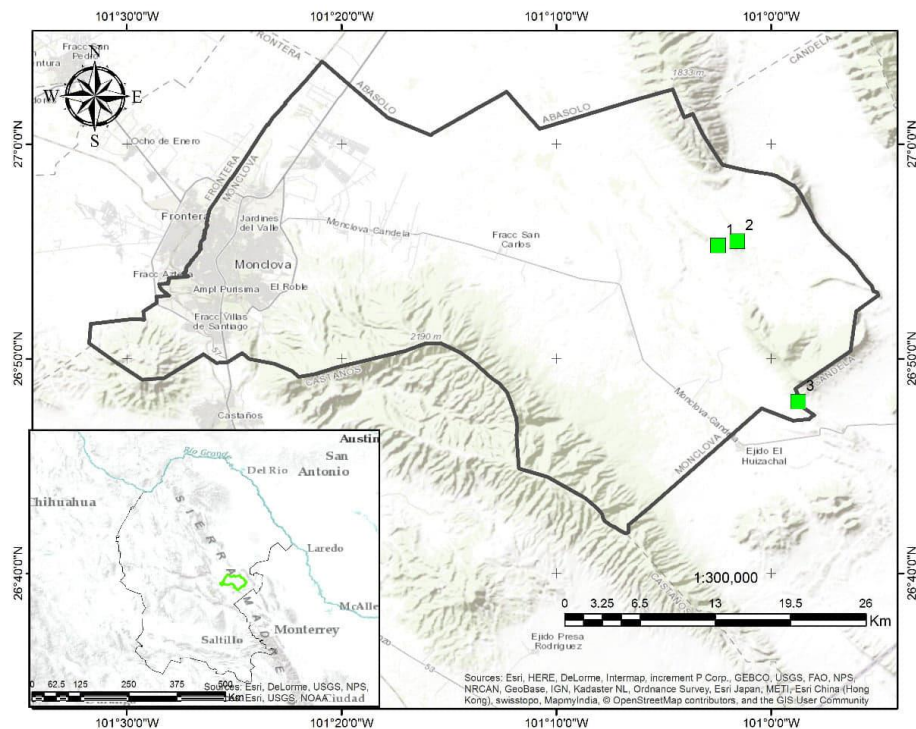 101°30'0"W
101°20'0"W
101°10'0"W
101°0'0"W
Fracc San
Pedro
FRONTERA
ABASOLO
1833 m
CANDELA
N
W
E
S
27°0'0"N
27°0'0"N
ABASOLO
Ocho de Enero
FRONTERA
MONCLOVA
Frontera
Jardines
del Valle
Monclova-Candela
Fracc San
Carlos
1
2
Monclova
Fracc Azteca
Ampl Purisima
El Roble
Fracc Villas
de Santiago
57
2190 m
26°50'0"N
26°50'0"N
CASTAÑOS
CANDELA
3
Castaños
Monclova-Candela
MONCLOVA
Ejido El
Huizachal
Austin
San
Antonio
Rio Grande
Del Rio
Chihuahua
SIERRA MADRE
Laredo
McAlle
Monterrey
Saltillo
Ciudad
26°40'0"N
26°40'0"N
CASTAÑOS
1:300,000
0 3.25 6.5 13 19.5 26
Km
Ejido Presa
Rodriguez
53
0 62.5 125 250 375 500
Km
Sources: Esri, DeLorme, USGS, NPS,
Sources: Esri, USGS, NOAA
Sources: Esri, HERE, DeLorme, Intermap, increment P Corp., GEBCO, USGS, FAO, NPS,
NRCAN, GeoBase, IGN, Kadaster NL, Ordnance Survey, Esri Japan, METI, Esri China (Hong
Kong), swisstopo, MapmyIndia, © OpenStreetMap contributors, and the GIS User Community
101°30'0"W
101°20'0"W
101°10'0"W
101°0'0"W